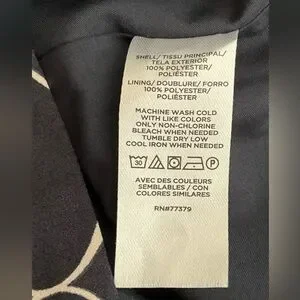 SHELL/ TISSU PRINCIPAL/
TELA EXTERIOR
100% POLYESTER/
POLIÉSTER
LINING/ DOUBLURE/ FORRO
100% POLYESTER/
POLIÉSTER
MACHINE WASH COLD
WITH LIKE COLORS
ONLY NON-CHLORINE
BLEACH WHEN NEEDED
TUMBLE DRY LOW
COOL IRON WHEN NEEDED
30 P
AVEC DES COULEURS
SEMBLABLES / CON
COLORES SIMILARES
RN#77379